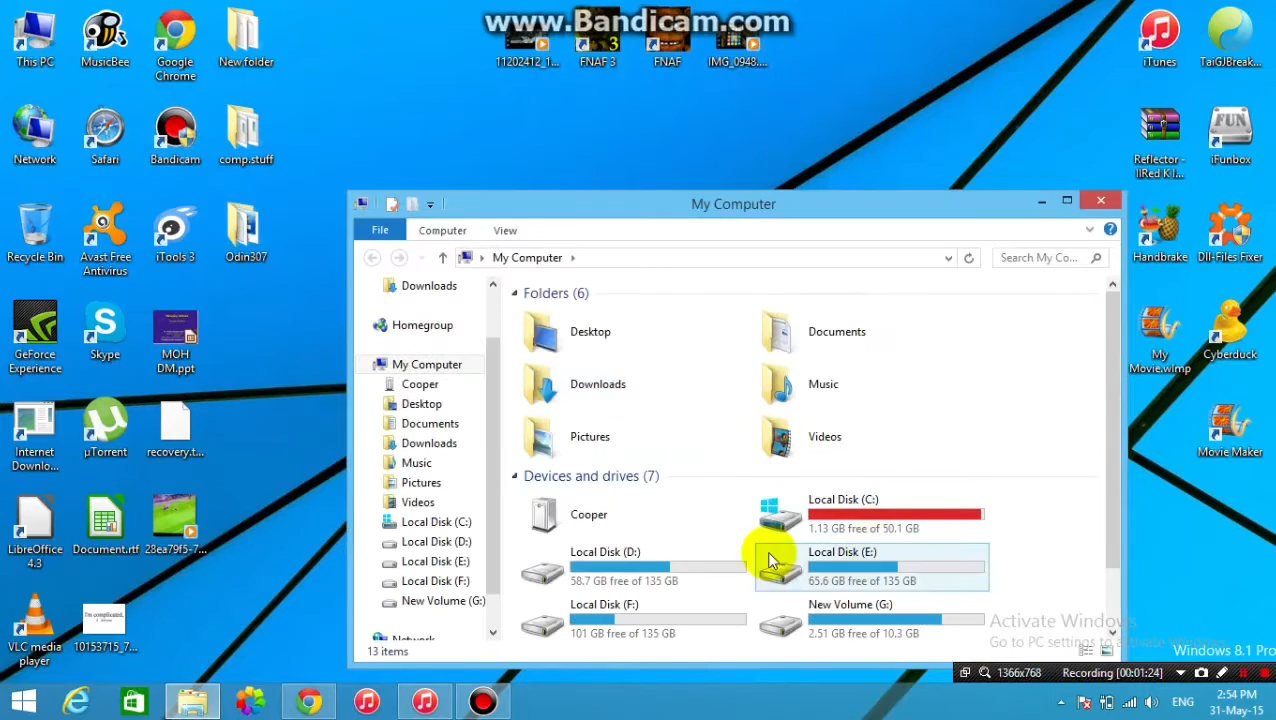 www.Bandicam.com
This PC
MusicBee
Google
Chrome
New folder
11202412_1...
FNAF 3
FNAF
IMG_0948....
iTunes
TaiGJBreak...
Network
Safari
Bandicam
comp.stuff
Reflector -
iFunbox
FUN
Recycle Bin
Avast Free
Antivirus
iTools 3
Odin307
Handbrake
Dll-Files Fixer
GeForce
Experience
Skype
MOH
DM.ppt
My
Movie.wlmp
Cyberduck
Internet
Downlo...
µTorrent
recovery.t...
Movie Maker
LibreOffice
4.3
Document.rtf
28ea79f5-7...
VLC media
player
I'm complicated.
10153715_7...
My Computer
File
Computer
View
My Computer
Search My Co...
Downloads
Homegroup
My Computer
Cooper
Desktop
Documents
Downloads
Music
Pictures
Videos
Local Disk (C:)
Local Disk (D:)
Local Disk (E:)
Local Disk (F:)
New Volume (G:)
Network
Folders (6)
Desktop
Documents
Downloads
Music
Pictures
Videos
Devices and drives (7)
Cooper
Local Disk (C:)
1.13 GB free of 50.1 GB
Local Disk (D:)
58.7 GB free of 135 GB
Local Disk (E:)
65.6 GB free of 135 GB
Local Disk (F:)
101 GB free of 135 GB
New Volume (G:)
2.51 GB free of 10.3 GB
13 items
Activate Windows
Go to PC settings to activate Windows.
Windows 8.1 Pro
1366x768
Recording [00:01:24]
ENG
2:54 PM
31-May-15